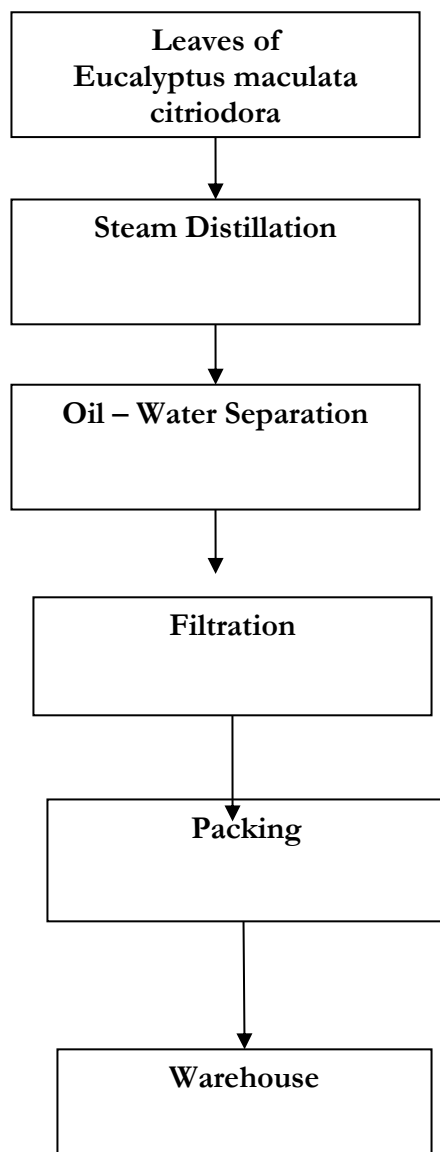 Leaves of
Eucalyptus maculata
citriodora
Steam Distillation
Oil – Water Separation
Filtration
Packing
Warehouse